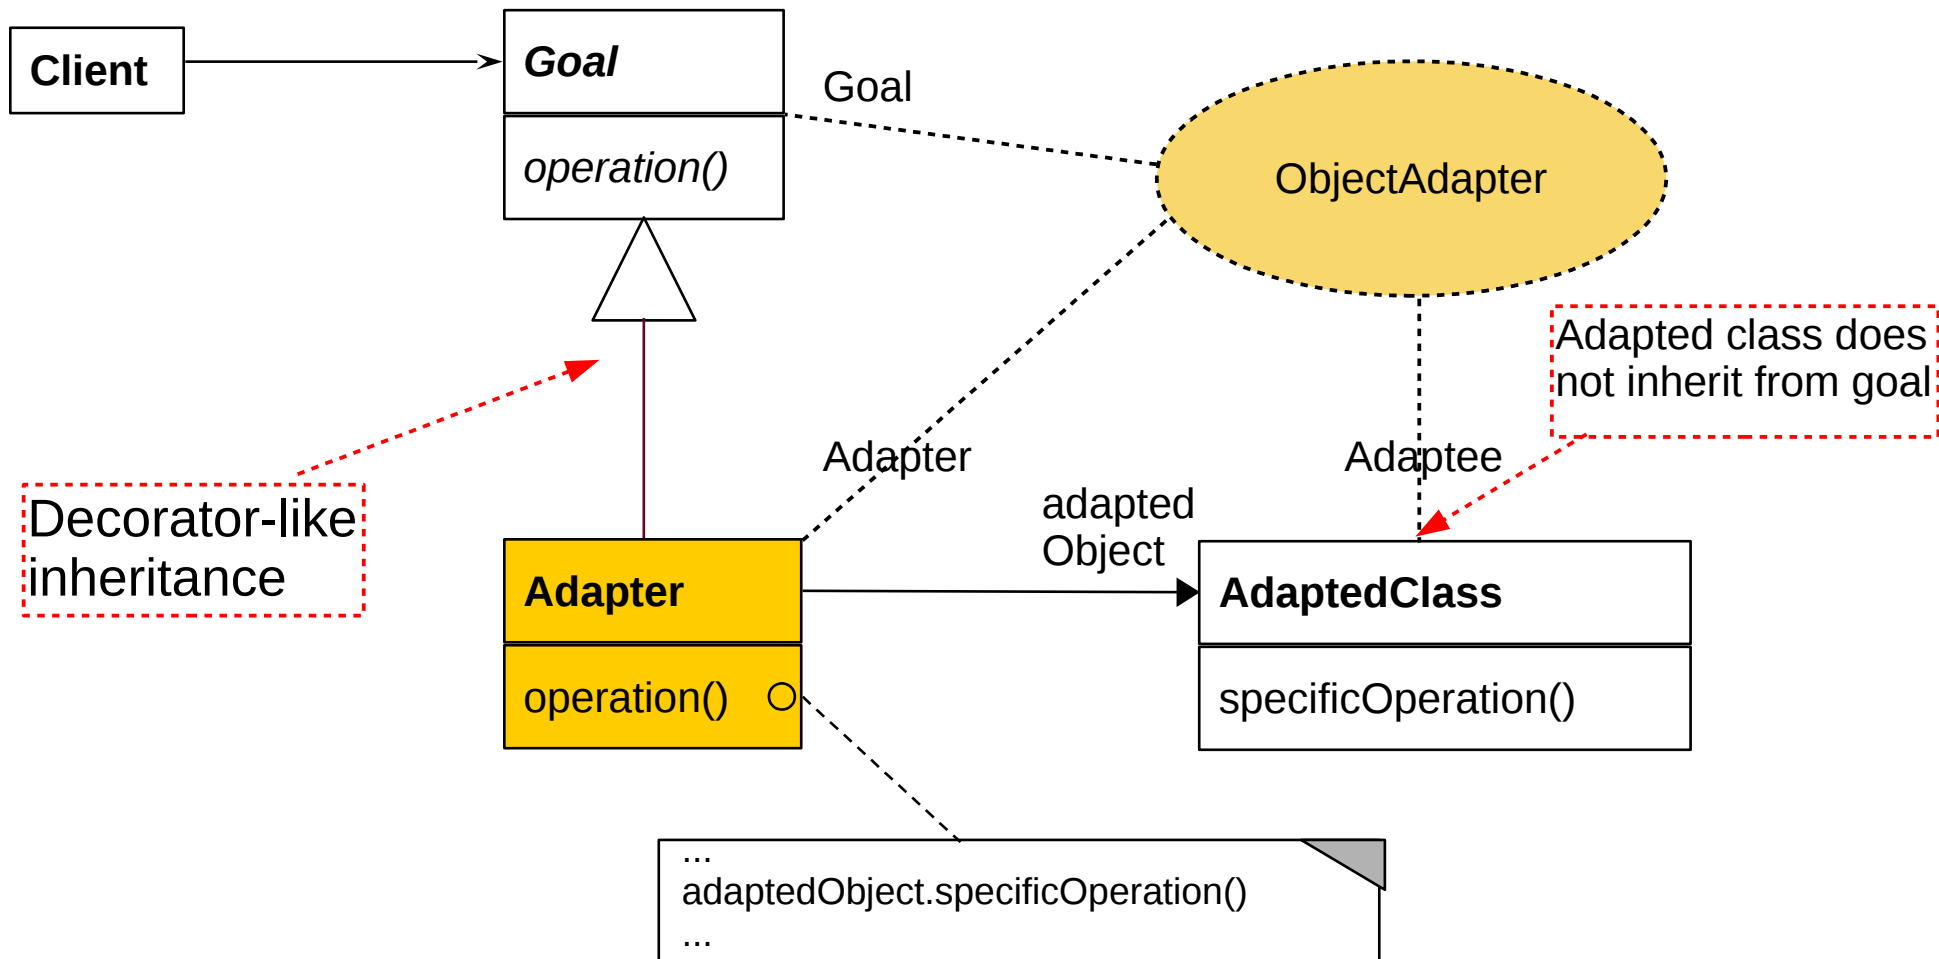 Client
Goal
operation()
Goal
ObjectAdapter
Adapted class does
not inherit from goal
Adapter
Adaptee
Decorator-like
inheritance
adapted
Object
Adapter
operation()
AdaptedClass
specificOperation()
...
adaptedObject.specificOperation()
...